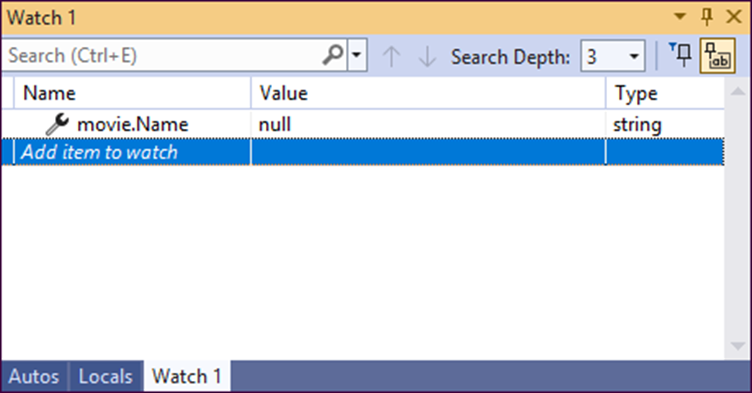 Watch 1
Search (Ctrl+E) Search Depth: 3 ab
Name Value Type
movie.Name null string
Add item to watch
Autos Locals Watch 1